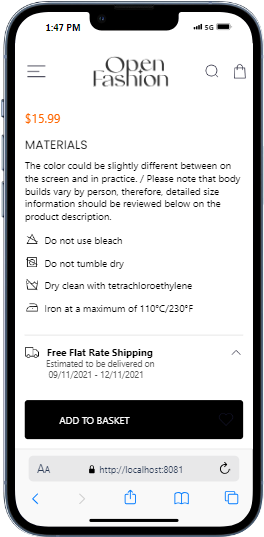 1:47 PM
5G
Open
Fashion
$15.99
MATERIALS
The color could be slightly different between on
the screen and in practice. / Please note that body
builds vary by person, therefore, detailed size
information should be reviewed below on the
product description.
Do not use bleach
Do not tumble dry
Dry clean with tetrachloroethylene
Iron at a maximum of 110°C/230°F
Free Flat Rate Shipping
Estimated to be delivered on
09/11/2021 - 12/11/2021
ADD TO BASKET
AA
http://localhost:8081